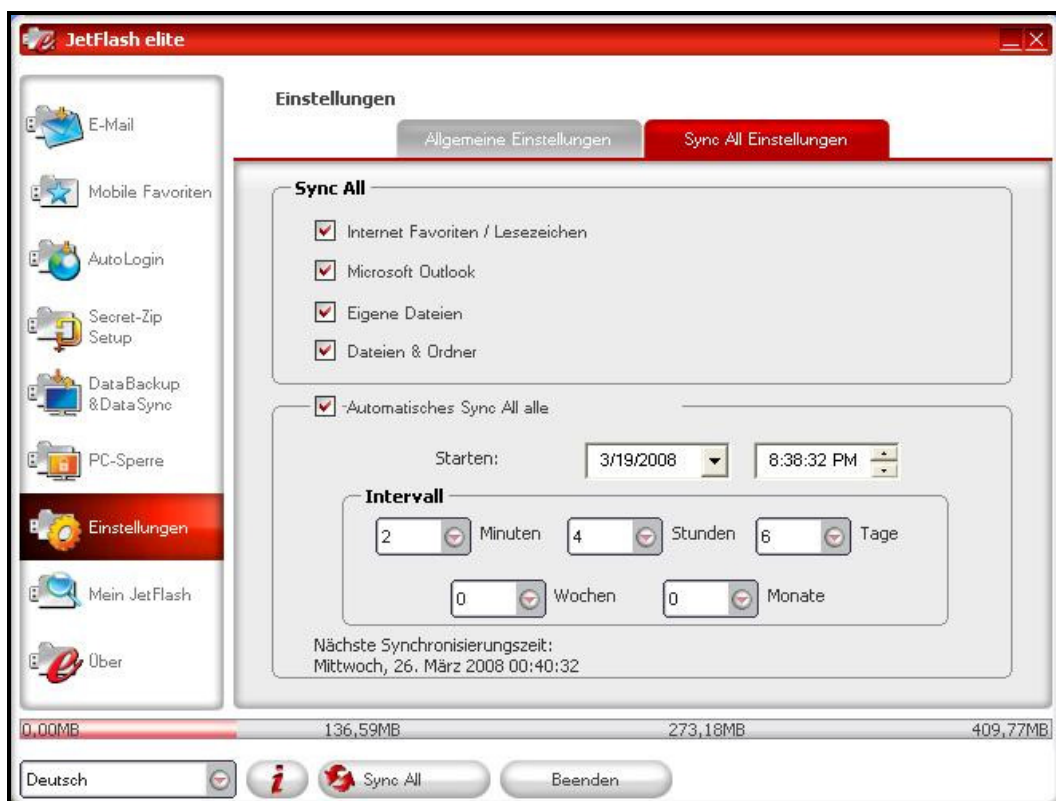 JetFlash elite
E-Mail
Mobile Favoriten
AutoLogin
Secret-Zip
Setup
DataBackup
&DataSync
PC-Sperre
Einstellungen
Mein JetFlash
Über
Einstellungen
Allgemeine Einstellungen
Sync All Einstellungen
Sync All
Internet Favoriten / Lesezeichen
Microsoft Outlook
Eigene Dateien
Dateien & Ordner
Automatisches Sync All alle
Starten: 3/19/2008 8:38:32 PM
Intervall
2 Minuten 4 Stunden 6 Tage
0 Wochen 0 Monate
Nächste Synchronisierungszeit:
Mittwoch, 26. März 2008 00:40:32
0,00MB 136,59MB 273,18MB 409,77MB
Deutsch i Sync All Beenden